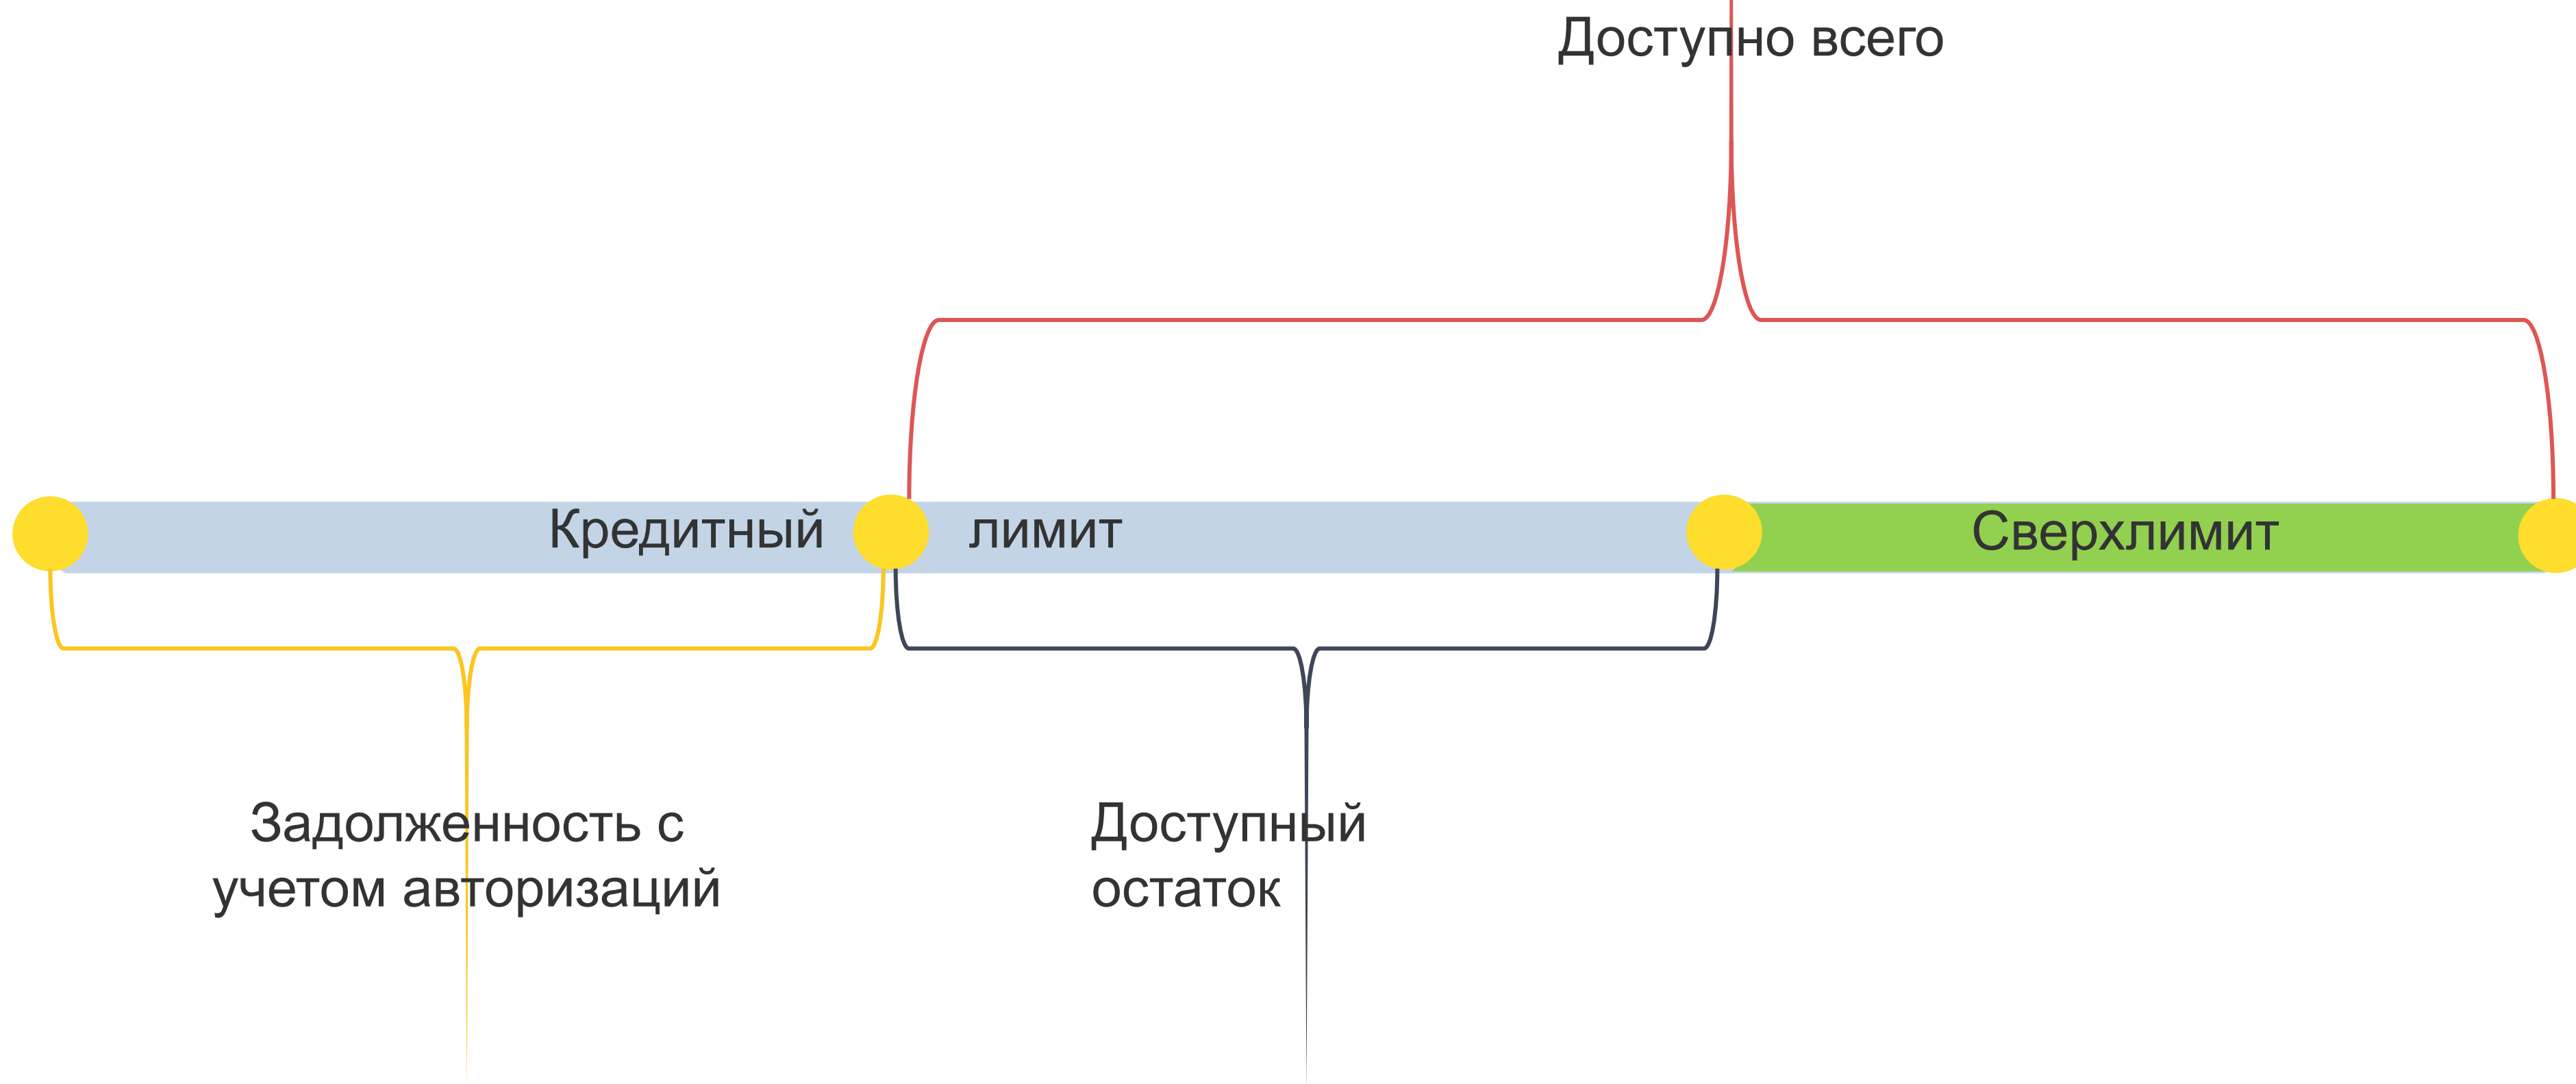 Доступно всего
Кредитный лимит
Сверхлимит
Задолженность с
учетом авторизаций
Доступный
остаток